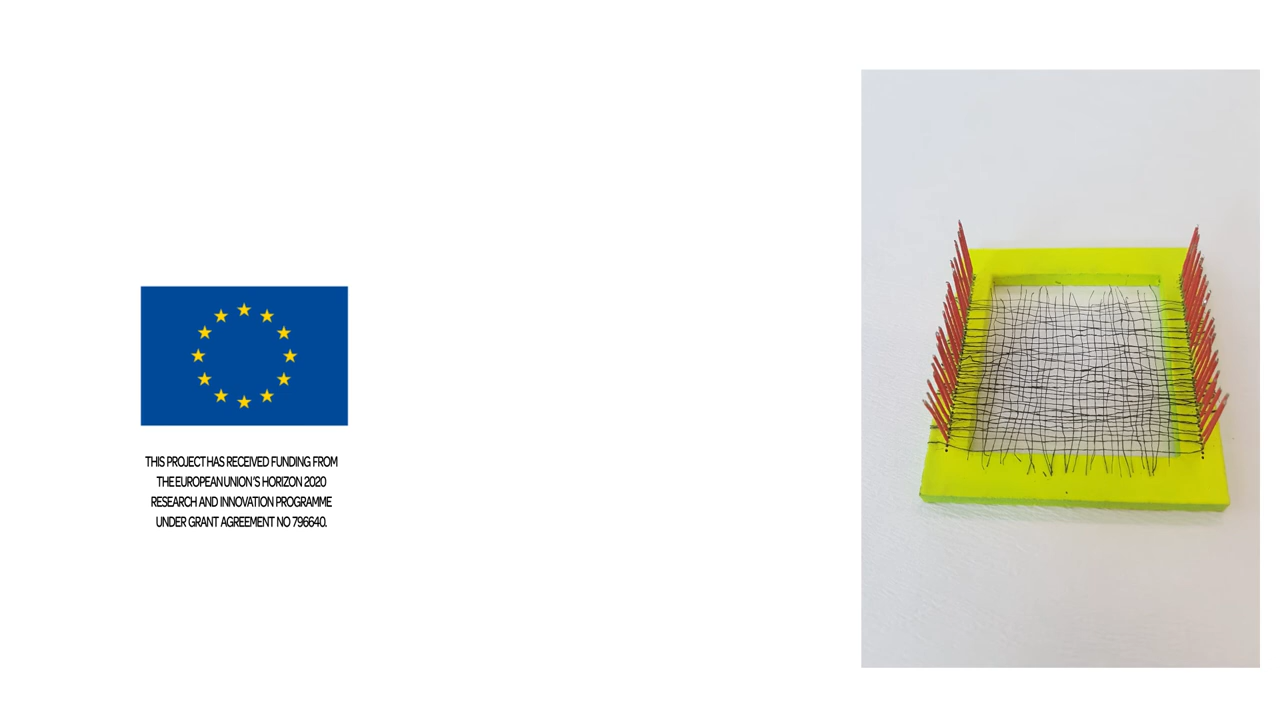 THIS PROJECT HAS RECEIVED FUNDING FROM
THE EUROPEAN UNION'S HORIZON 2020
RESEARCH AND INNOVATION PROGRAMME
UNDER GRANT AGREEMENT NO 796640.